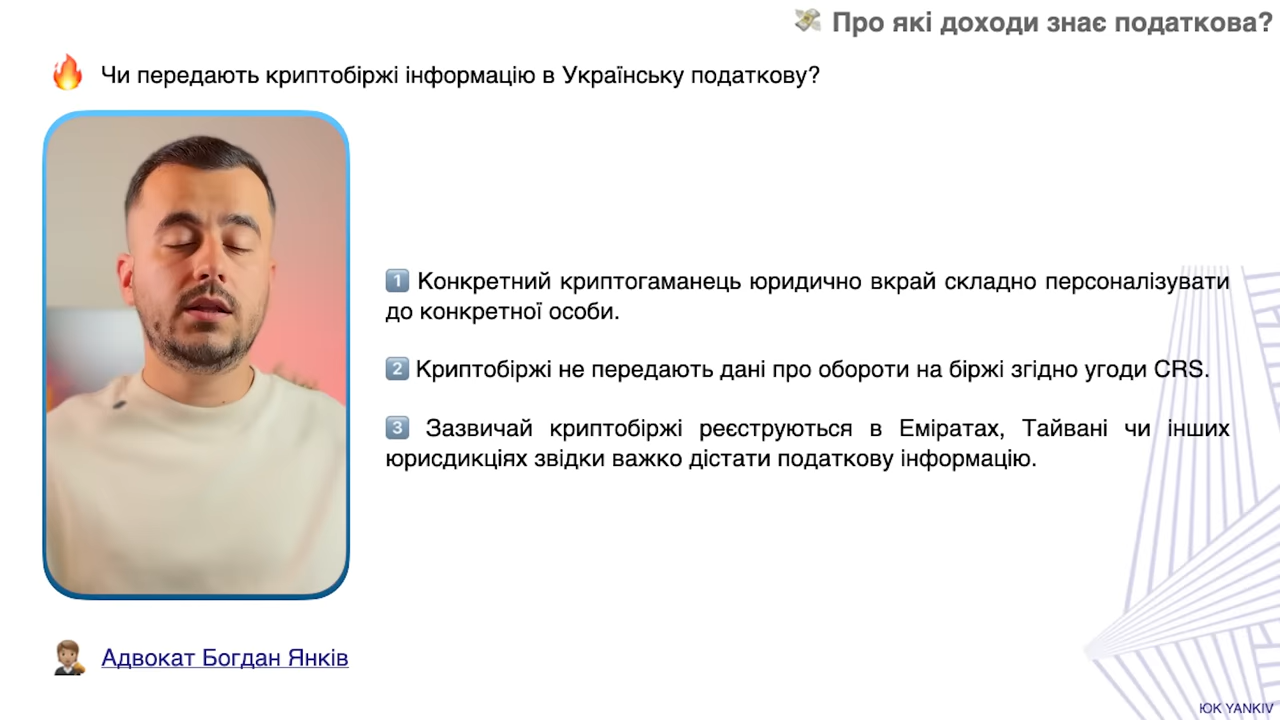 💸 Про які доходи знає податкова?
🔥 Чи передають криптобіржі інформацію в Українську податкову?
1️⃣ Конкретний криптогаманець юридично вкрай складно персоналізувати
до конкретної особи.
2️⃣ Криптобіржі не передають дані про обороти на біржі згідно угоди CRS.
3️⃣ Зазвичай криптобіржі реєструються в Еміратах, Тайвані чи інших
юрисдикціях звідки важко дістати податкову інформацію.
Адвокат Богдан Янків
ЮК YANKIV